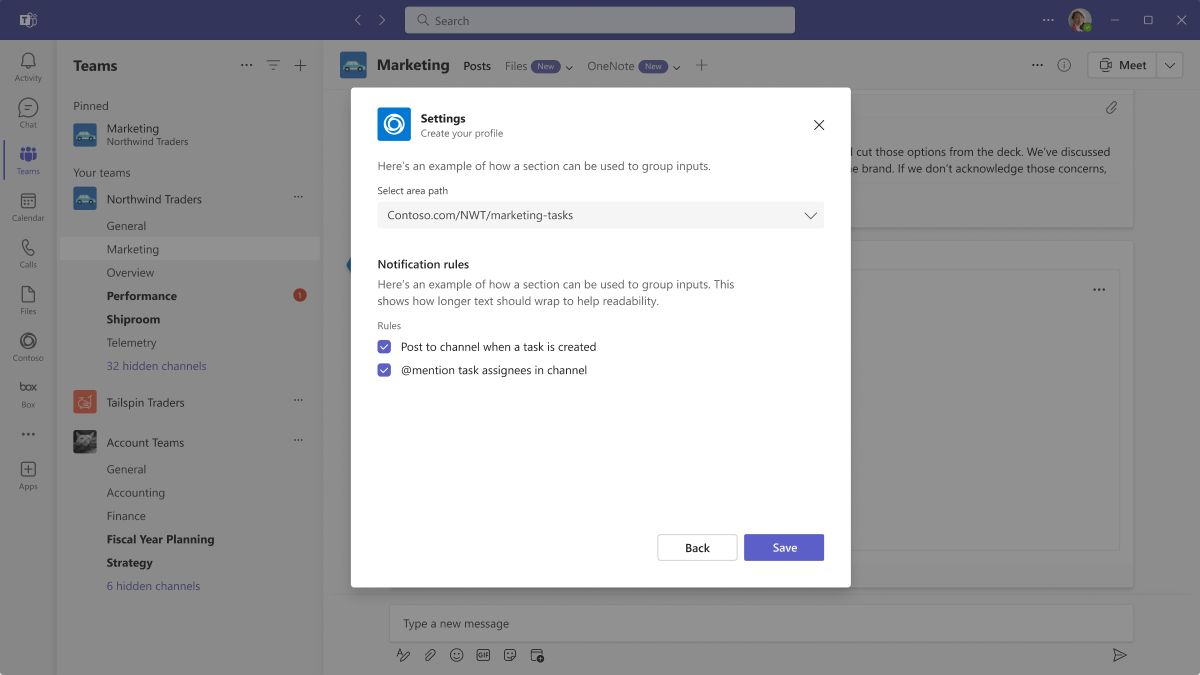 Search
Activity
Chat
Teams
Calendar
Calls
Files
Contoso
box
Box
Apps
Teams
Pinned
Marketing
Northwind Traders
Your teams
Northwind Traders
General
Marketing
Overview
Performance
1
Shiproom
Telemetry
32 hidden channels
Tailspin Traders
Account Teams
General
Accounting
Finance
Fiscal Year Planning
Strategy
6 hidden channels
Marketing Posts Files New OneNote New
Meet
cut those options from the deck. We've discussed
brand. If we don't acknowledge those concerns,
Settings
Create your profile
Here's an example of how a section can be used to group inputs.
Select area path
Contoso.com/NWT/marketing-tasks
Notification rules
Here's an example of how a section can be used to group inputs. This
shows how longer text should wrap to help readability.
Rules
Post to channel when a task is created
@mention task assignees in channel
Back
Save
Type a new message
GIF